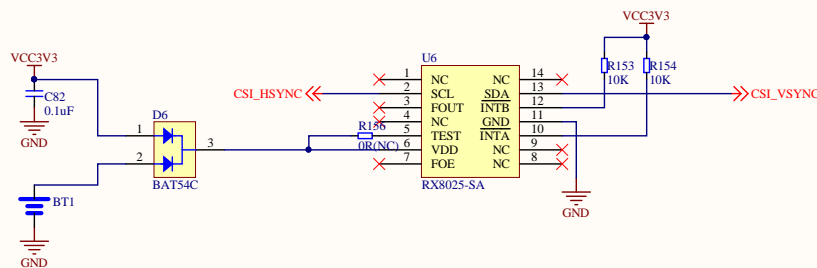 VCC3V3
C82
0.1uF
GND
D6
1
2
3
BAT54C
BT1
GND
CSI_HSYNC
R156
0R(NC)
U6
1 NC NC 14
2 SCL SDA 13
3 FOUT INTB 12
4 NC GND 11
5 TEST INTA 10
6 VDD NC 9
7 FOE NC 8
RX8025-SA
VCC3V3
R153
10K
R154
10K
CSI_VSYNC
GND